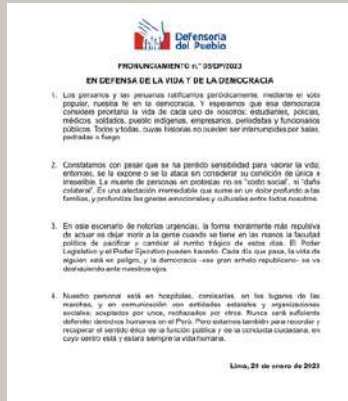 Defensoría
del Pueblo
PRONUNCIAMIENTO n.° 05/DP/2023
EN DEFENSA DE LA VIDA Y DE LA DEMOCRACIA
1. Los peruanos y las peruanas ratificamos periódicamente, mediante el voto
popular, nuestra fe en la democracia. Y esperamos que esa democracia
considere prioritaria la vida de cada uno de nosotros: estudiantes, policías,
médicos, soldados, pueblo indígenas, empresarios, periodistas y funcionarios
públicos. Todos y todas, cuyas historias no pueden ser interrumpidas por balas,
pedradas o fuego.
2. Constatamos con pesar que se ha perdido sensibilidad para valorar la vida;
entonces, se la expone o se la ataca sin considerar su condición de única e
irrepetible. La muerte de personas en protestas no es "costo social", ni "daño
colateral". Es una afectación irremediable que sume en un dolor profundo a las
familias, y profundiza las grietas emocionales y culturales entre todos nosotros.
3. En este escenario de notorias urgencias, la forma moralmente más repulsiva
de actuar es dejar morir a la gente cuando se tiene en las manos la facultad
política de pacificar y cambiar el rumbo trágico de estos días. El Poder
Legislativo y el Poder Ejecutivo pueden hacerlo. Cada día que pasa, la vida de
alguien está en peligro, y la democracia -ese gran anhelo republicano- se va
deshaciendo ante nuestros ojos.
4. Nuestro personal está en hospitales, comisarías, en los lugares de las
marchas, y en comunicación con entidades estatales y organizaciones
sociales; aceptados por unos, rechazados por otros. Nunca será suficiente
defender derechos humanos en el Perú. Pero estamos también para recordar y
recuperar el sentido ético de la función pública y de la conducta ciudadana, en
cuyo centro está y estará siempre la vida humana.
Lima, 29 de enero de 2023